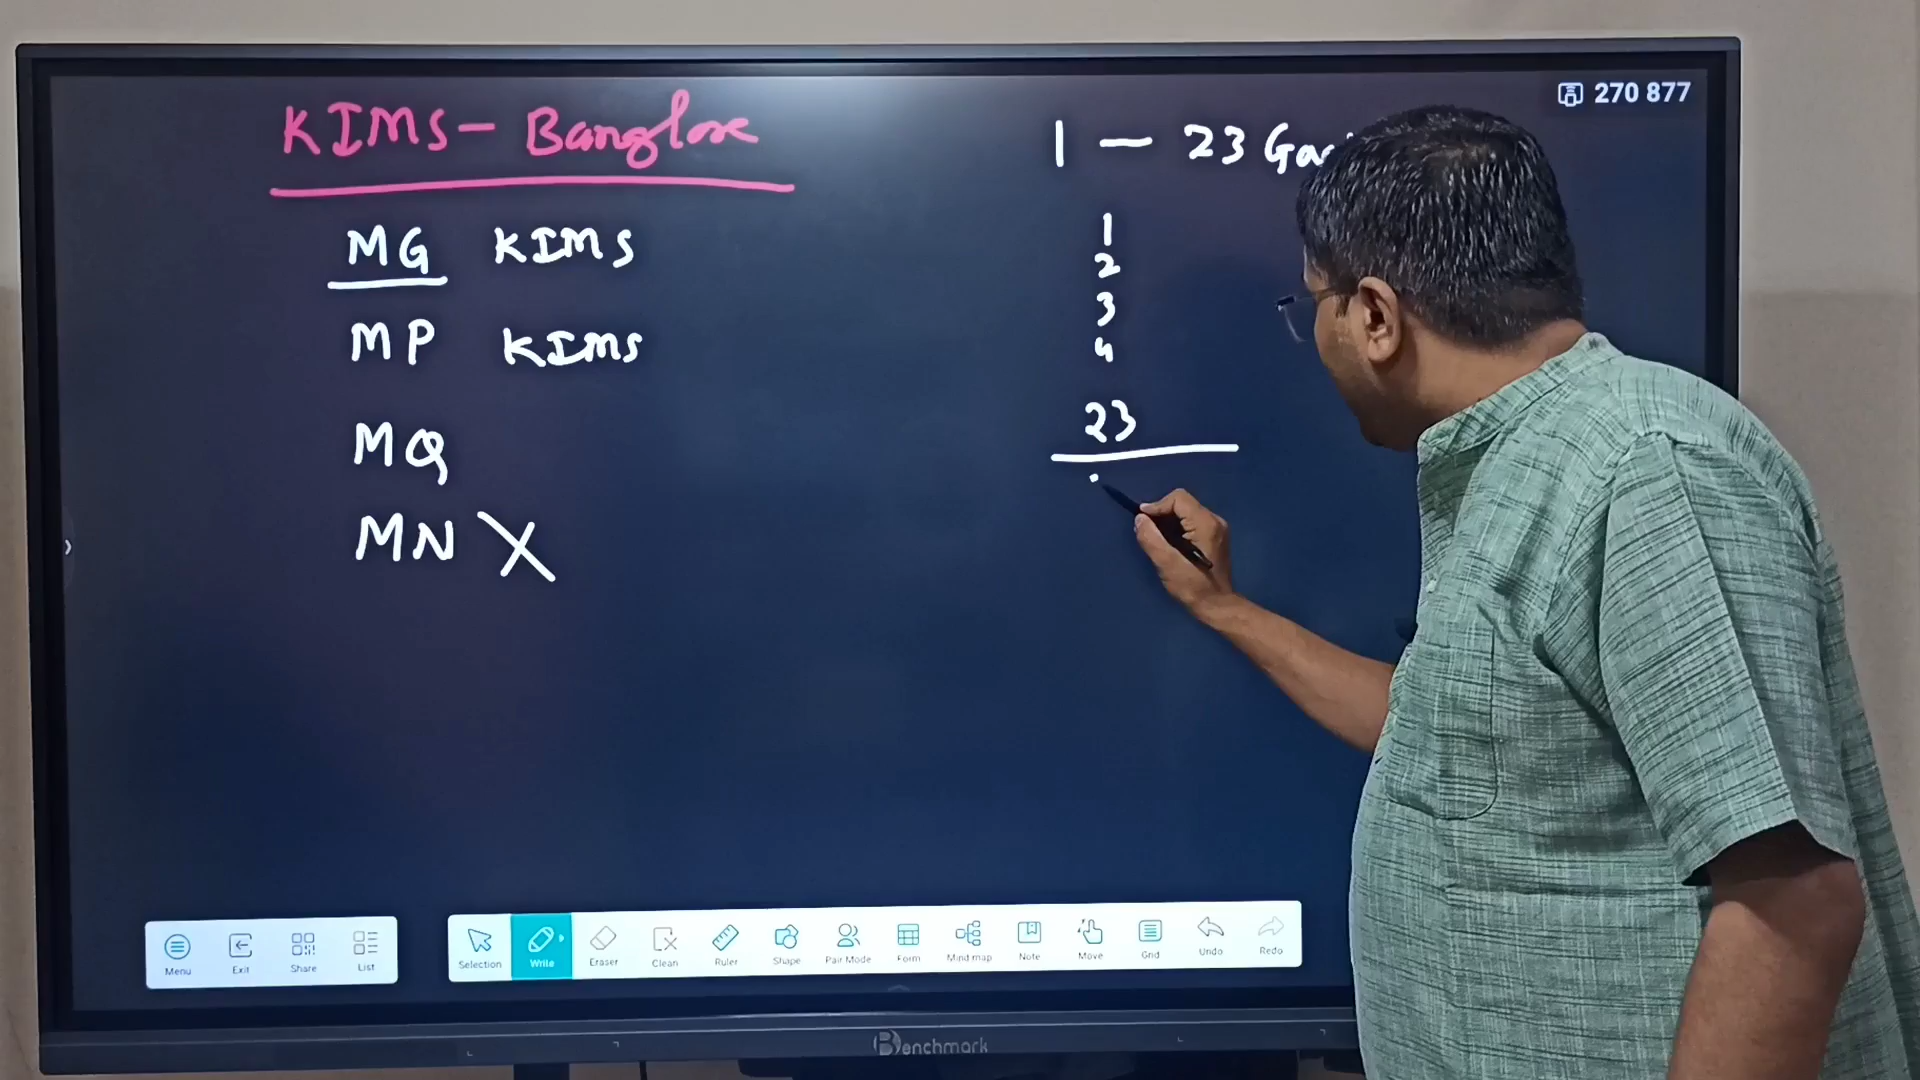 270 877
KIMS - Banglore
MG KIMS
MP KIMS
MQ
MN X
1 - 23
1
2
3
4
23
Menu Exit Share List
Selection Write Eraser Clean Ruler Shape Pair Mode Form Mind map Note Move Grid Undo Redo
Benchmark